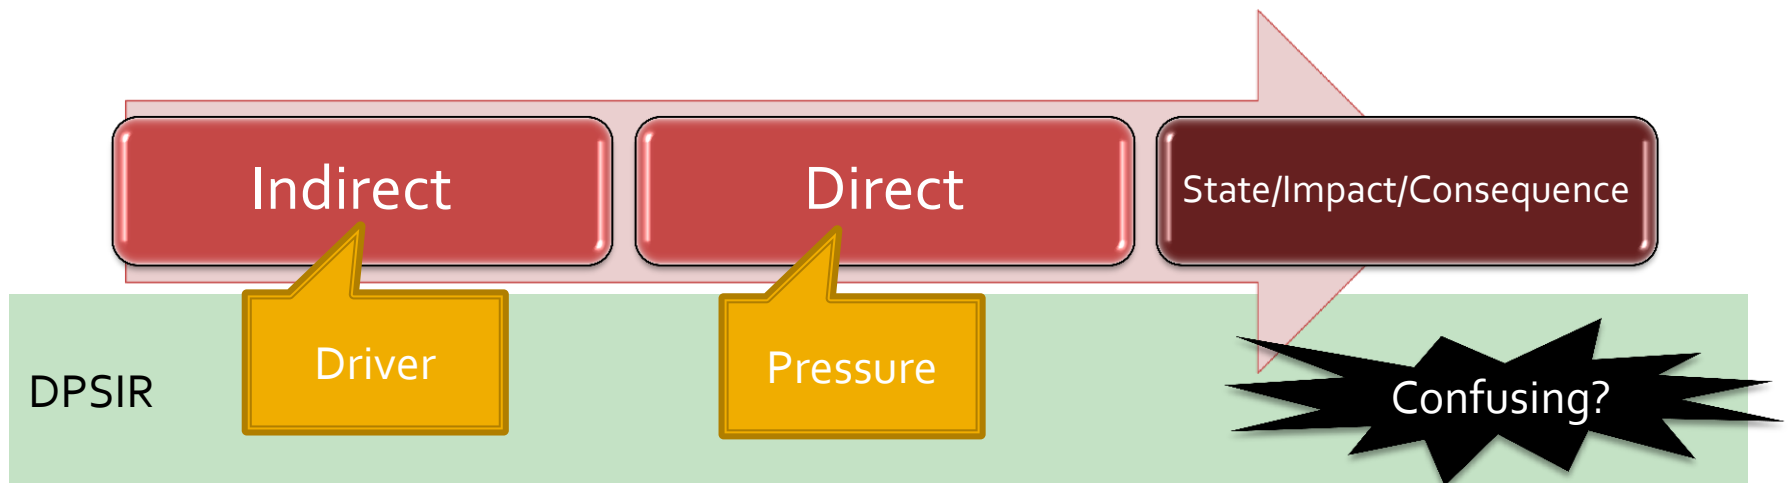 Indirect
Direct
State/Impact/Consequence
Driver
Pressure
DPSIR
Confusing?